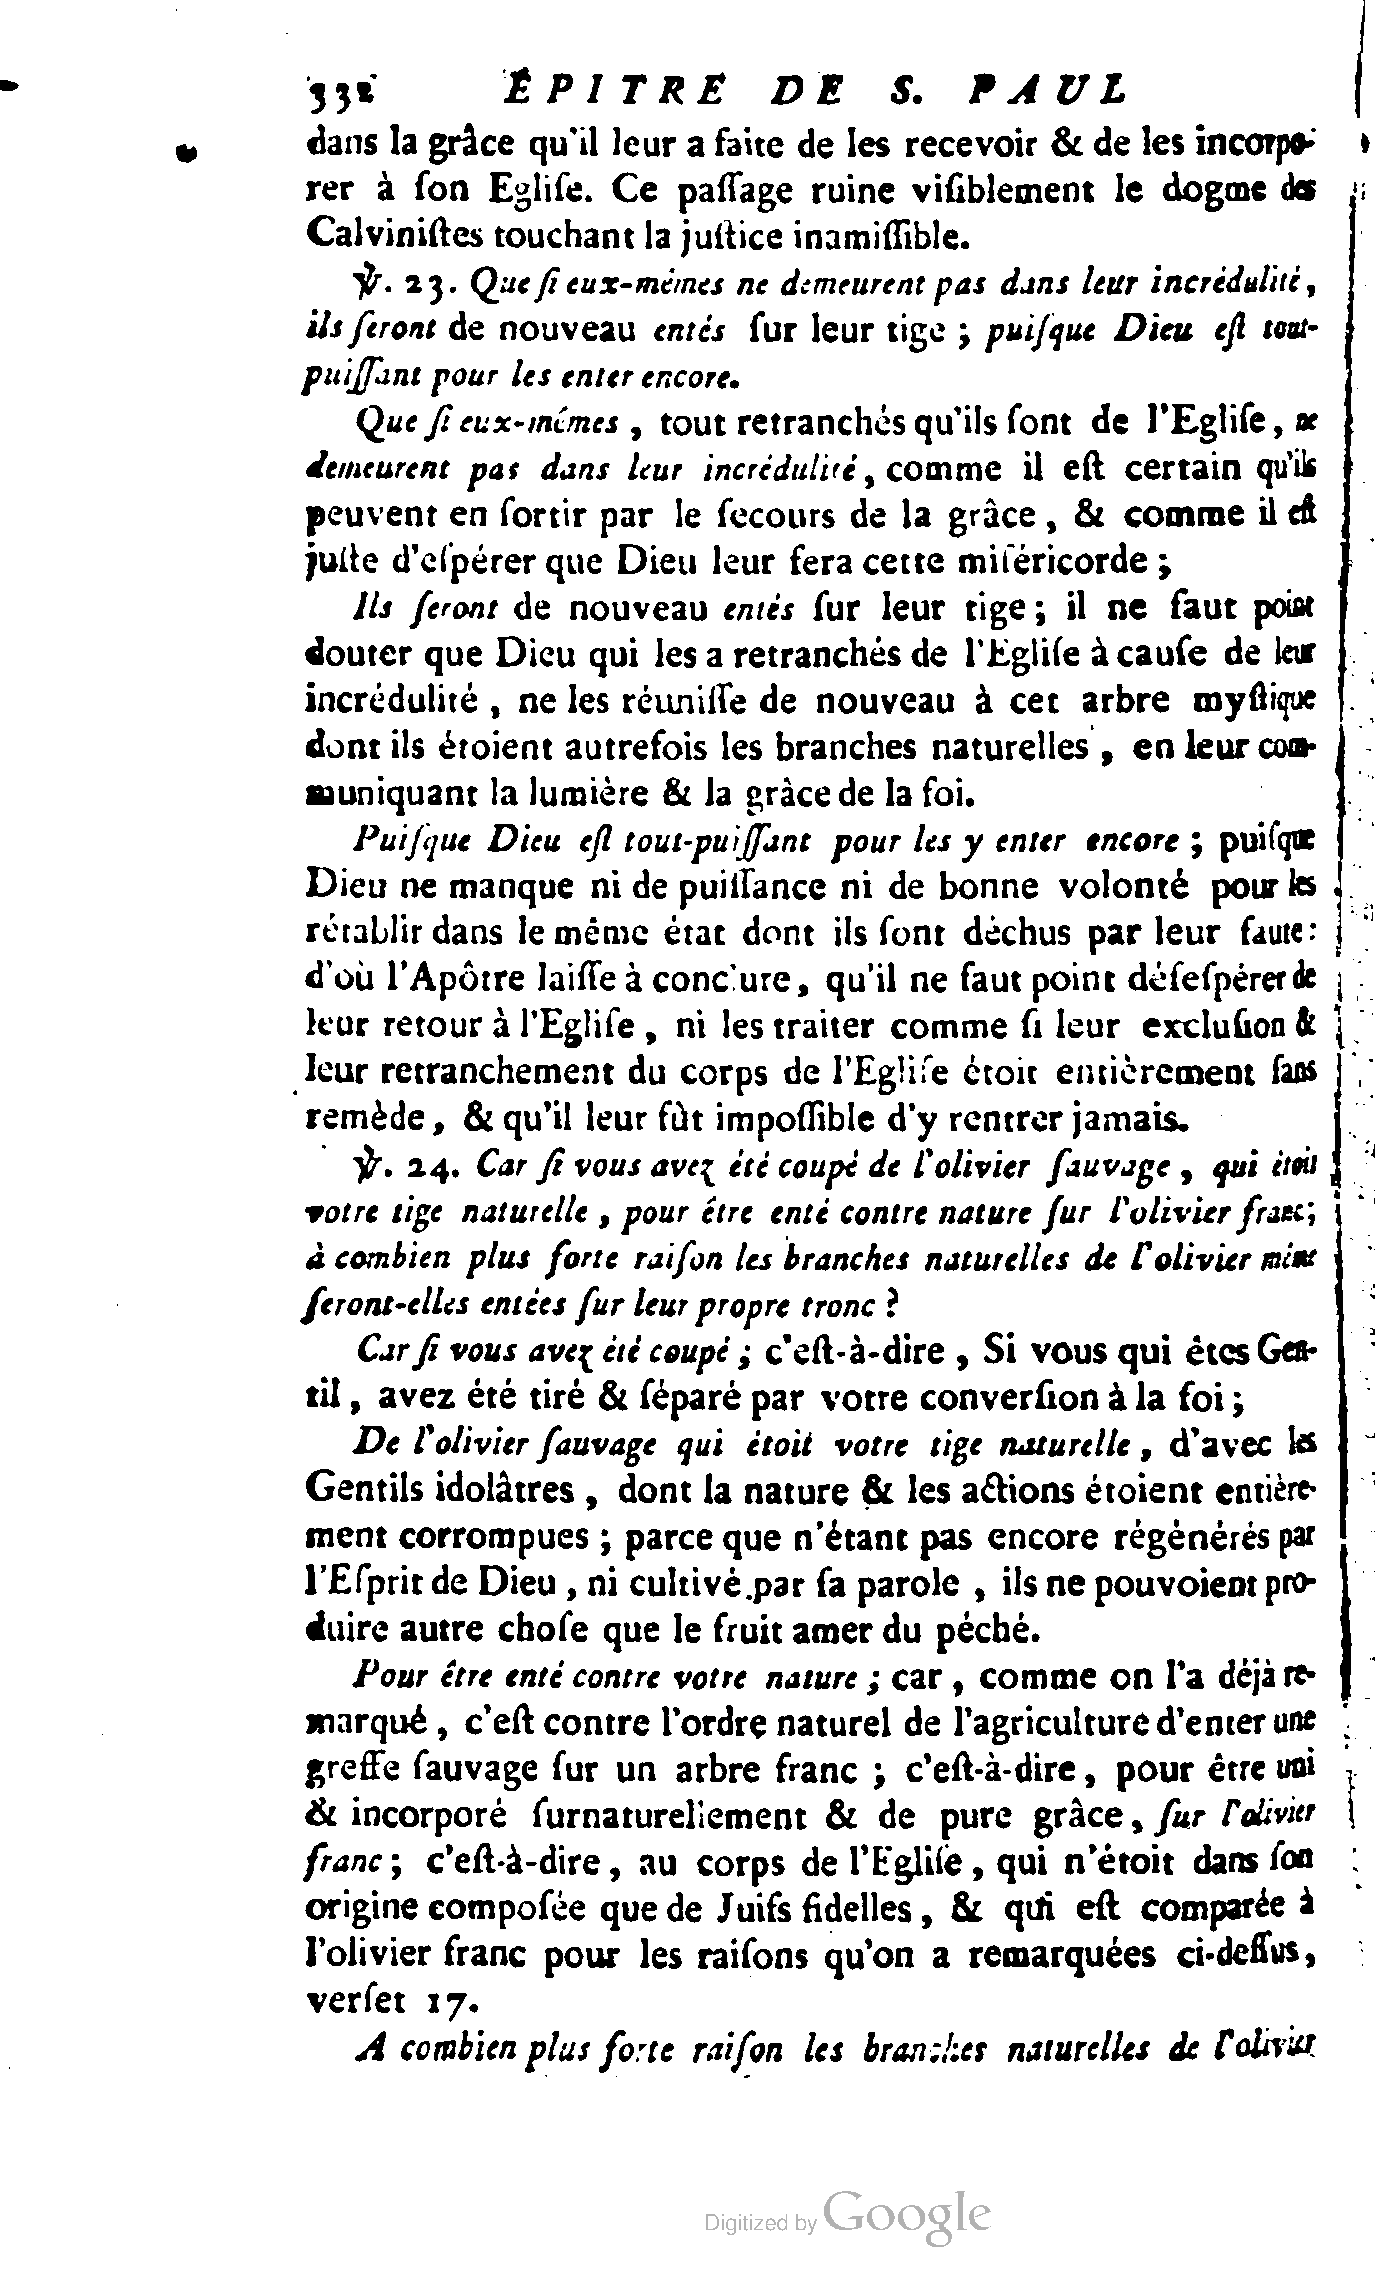 332 ÉPITRE DE S. PAUL
dans la grâce qu'il leur a faite de les recevoir & de les incorpo-
rer à ſon Egliſe. Ce paſſage ruine viſiblement le dogme des
Calviniſtes touchant la juſtice inamiſſible.
℣. 23. Que ſi eux-mêmes ne demeurent pas dans leur incrédulité,
ils ſeront de nouveau entés ſur leur tige ; puiſque Dieu eſt tout-
puiſſant pour les enter encore.
Que ſi eux-mêmes , tout retranchés qu'ils ſont de l'Egliſe, ne
demeurent pas dans leur incrédulité, comme il eſt certain qu'ils
peuvent en ſortir par le ſecours de la grâce , & comme il eſt
juſte d'eſpérer que Dieu leur fera cette miſéricorde ;
Ils ſeront de nouveau entés ſur leur tige ; il ne faut point
douter que Dieu qui les a retranchés de l'Egliſe à cauſe de leur
incrédulité , ne les réuniſſe de nouveau à cet arbre myſtique
dont ils étoient autrefois les branches naturelles , en leur com-
muniquant la lumière & la grâce de la foi.
Puiſque Dieu eſt tout-puiſſant pour les y enter encore ; puiſque
Dieu ne manque ni de puiſſance ni de bonne volonté pour les
rétablir dans le même état dont ils ſont déchus par leur faute :
d'où l'Apôtre laiſſe à conclure, qu'il ne faut point déſeſpérer de
leur retour à l'Egliſe , ni les traiter comme ſi leur excluſion &
leur retranchement du corps de l'Egliſe étoit entièrement ſans
remède , & qu'il leur fût impoſſible d'y rentrer jamais.
℣. 24. Car ſi vous avez été coupé de l'olivier ſauvage , qui étoit
votre tige naturelle , pour être enté contre nature ſur l'olivier franc ;
à combien plus forte raiſon les branches naturelles de l'olivier même
ſeront-elles entées ſur leur propre tronc ?
Car ſi vous avez été coupé ; c'eſt-à-dire , Si vous qui êtes Gen-
til , avez été tiré & ſéparé par votre converſion à la foi ;
De l'olivier ſauvage qui étoit votre tige naturelle , d'avec les
Gentils idolâtres , dont la nature & les actions étoient entière-
ment corrompues ; parce que n'étant pas encore régénérés par
l'Eſprit de Dieu , ni cultivé par ſa parole , ils ne pouvoient pro-
duire autre choſe que le fruit amer du péché.
Pour être enté contre votre nature ; car , comme on l'a déjà re-
marqué , c'eſt contre l'ordre naturel de l'agriculture d'enter une
greffe ſauvage ſur un arbre franc ; c'eſt-à-dire , pour être uni
& incorporé ſurnaturellement & de pure grâce , ſur l'olivier
franc ; c'eſt-à-dire , au corps de l'Egliſe , qui n'étoit dans ſon
origine compoſée que de Juifs fidelles , & qui eſt comparée à
l'olivier franc pour les raiſons qu'on a remarquées ci-deſſus,
verſet 17.
A combien plus forte raiſon les branches naturelles de l'olivier
Digitized by Google